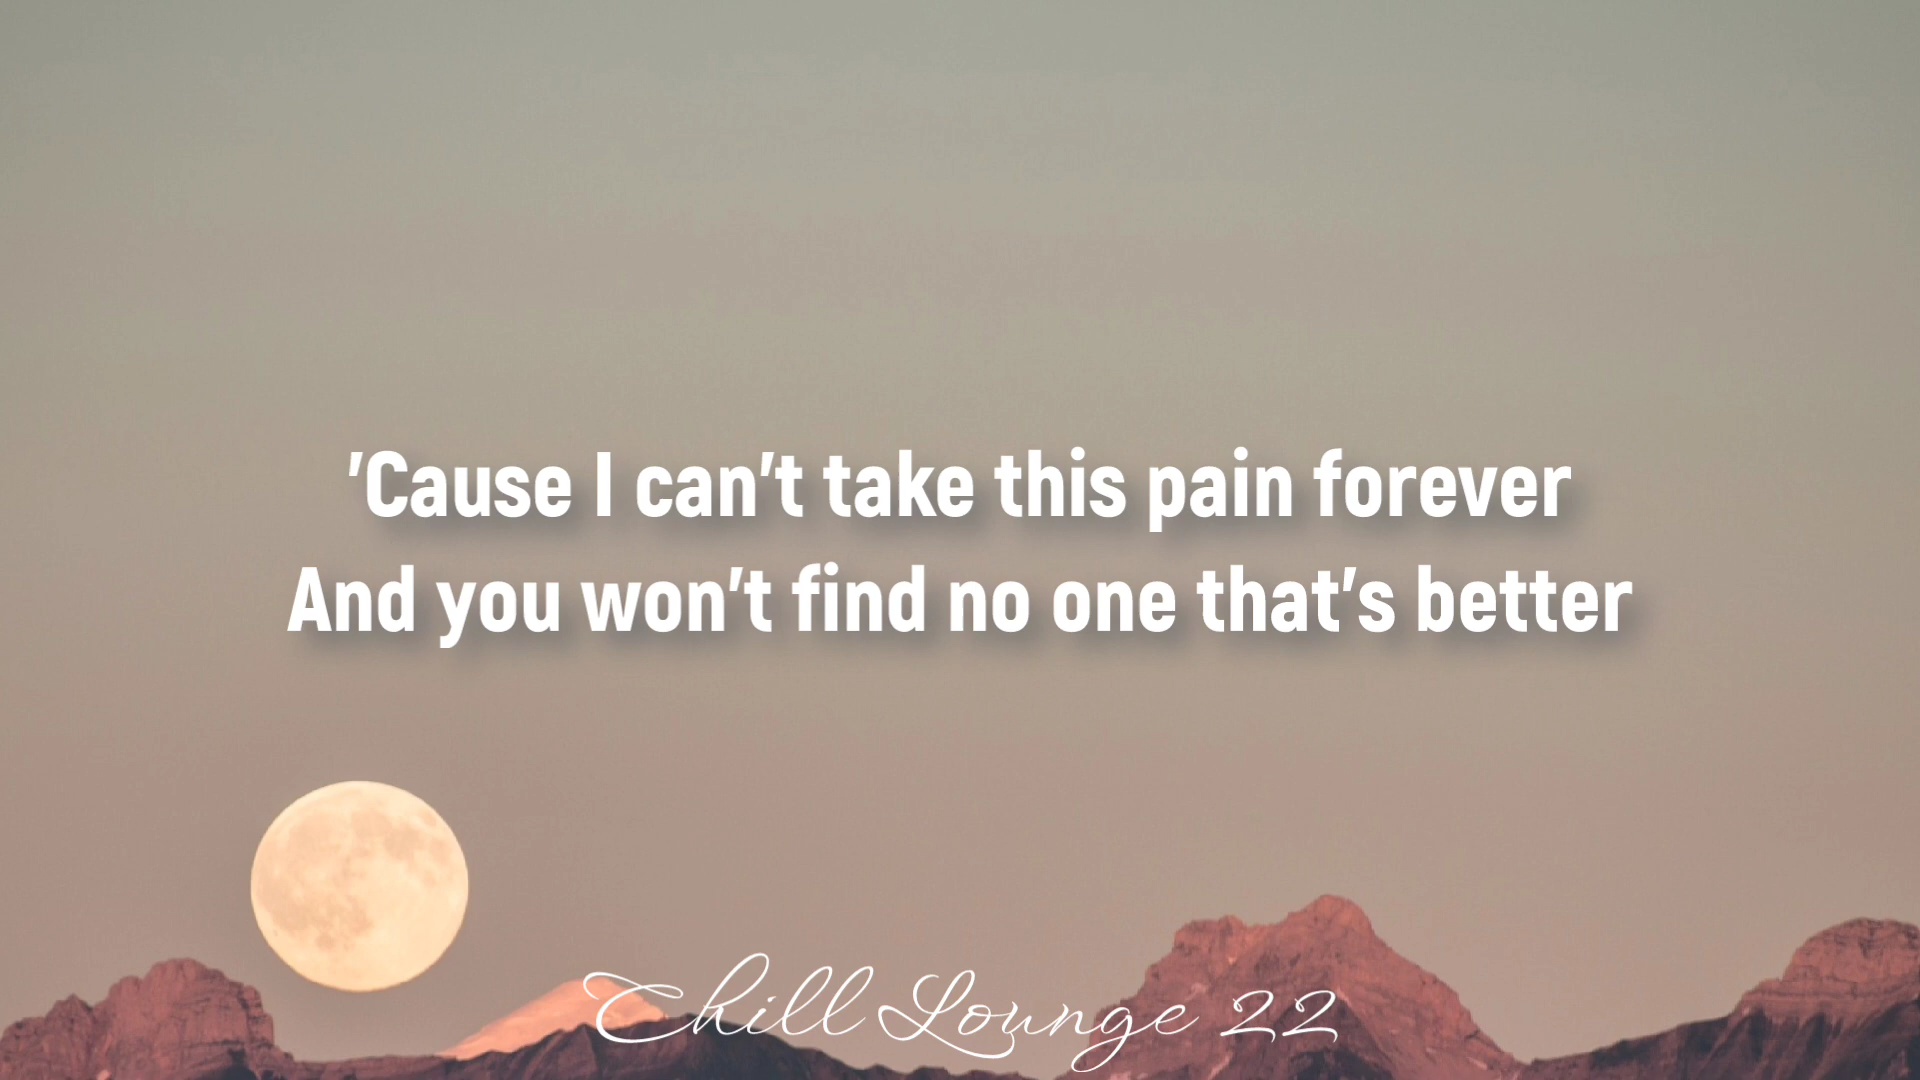 'Cause I can't take this pain forever
And you won't find no one that's better
Chill Lounge 22